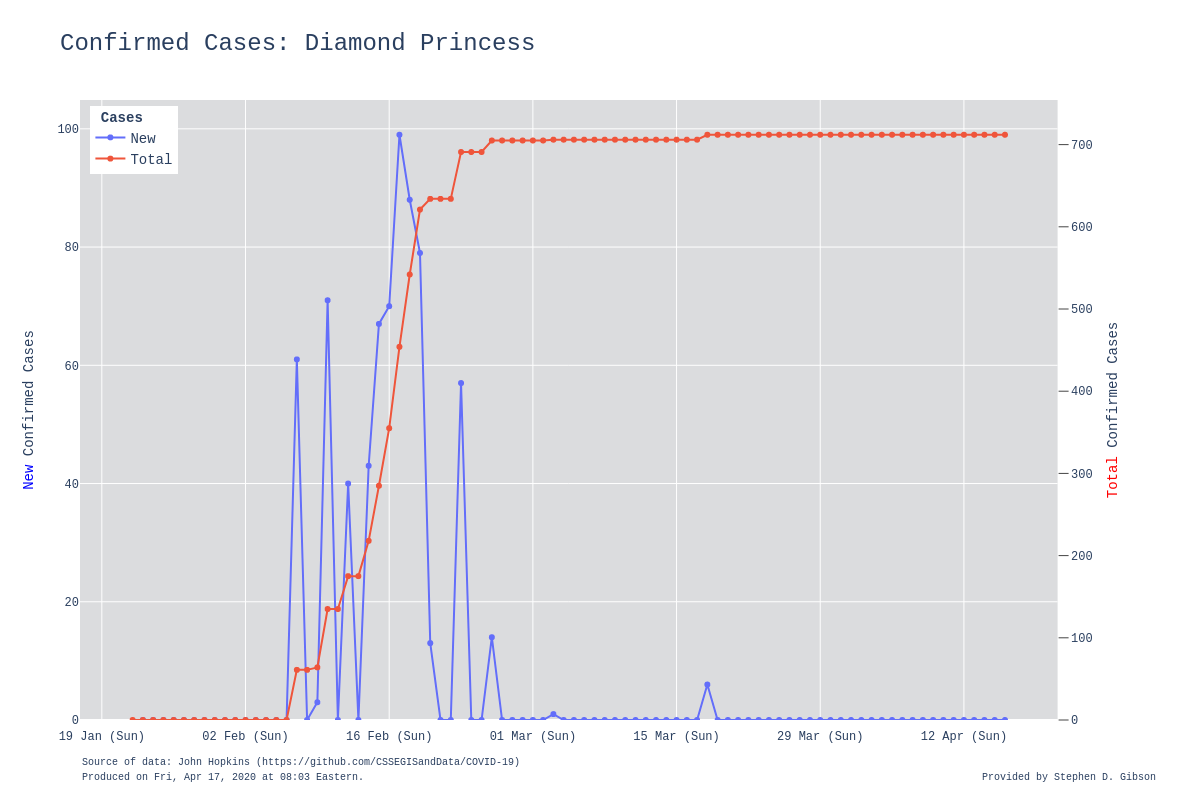 Confirmed Cases: Diamond Princess
Cases
New
Total
100
80
60
40
20
0
700
600
500
400
300
200
100
0
New Confirmed Cases
Total Confirmed Cases
19 Jan (Sun)
02 Feb (Sun)
16 Feb (Sun)
01 Mar (Sun)
15 Mar (Sun)
29 Mar (Sun)
12 Apr (Sun)
Source of data: John Hopkins (https://github.com/CSSEGISandData/COVID-19)
Produced on Fri, Apr 17, 2020 at 08:03 Eastern.
Provided by Stephen D. Gibson